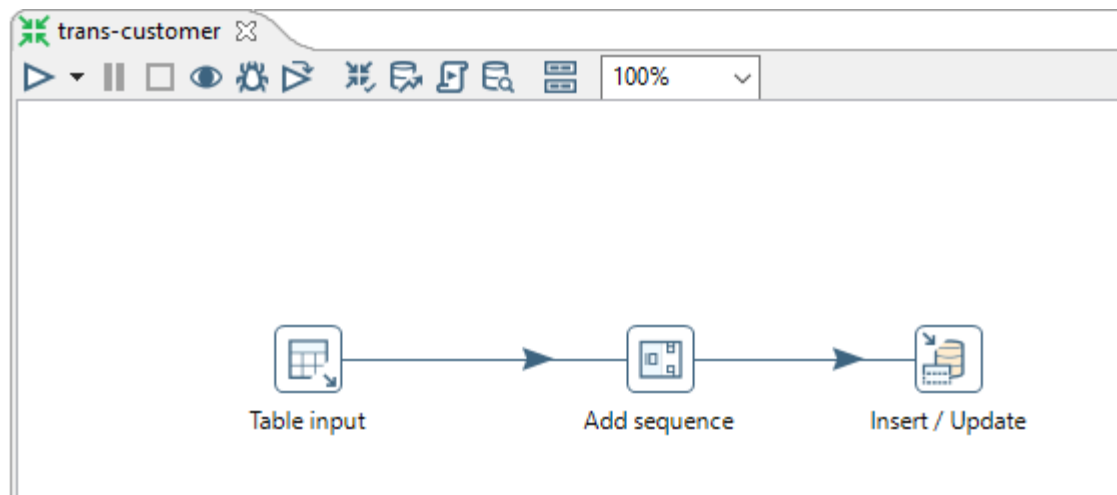 trans-customer
100%
Table input
Add sequence
Insert / Update